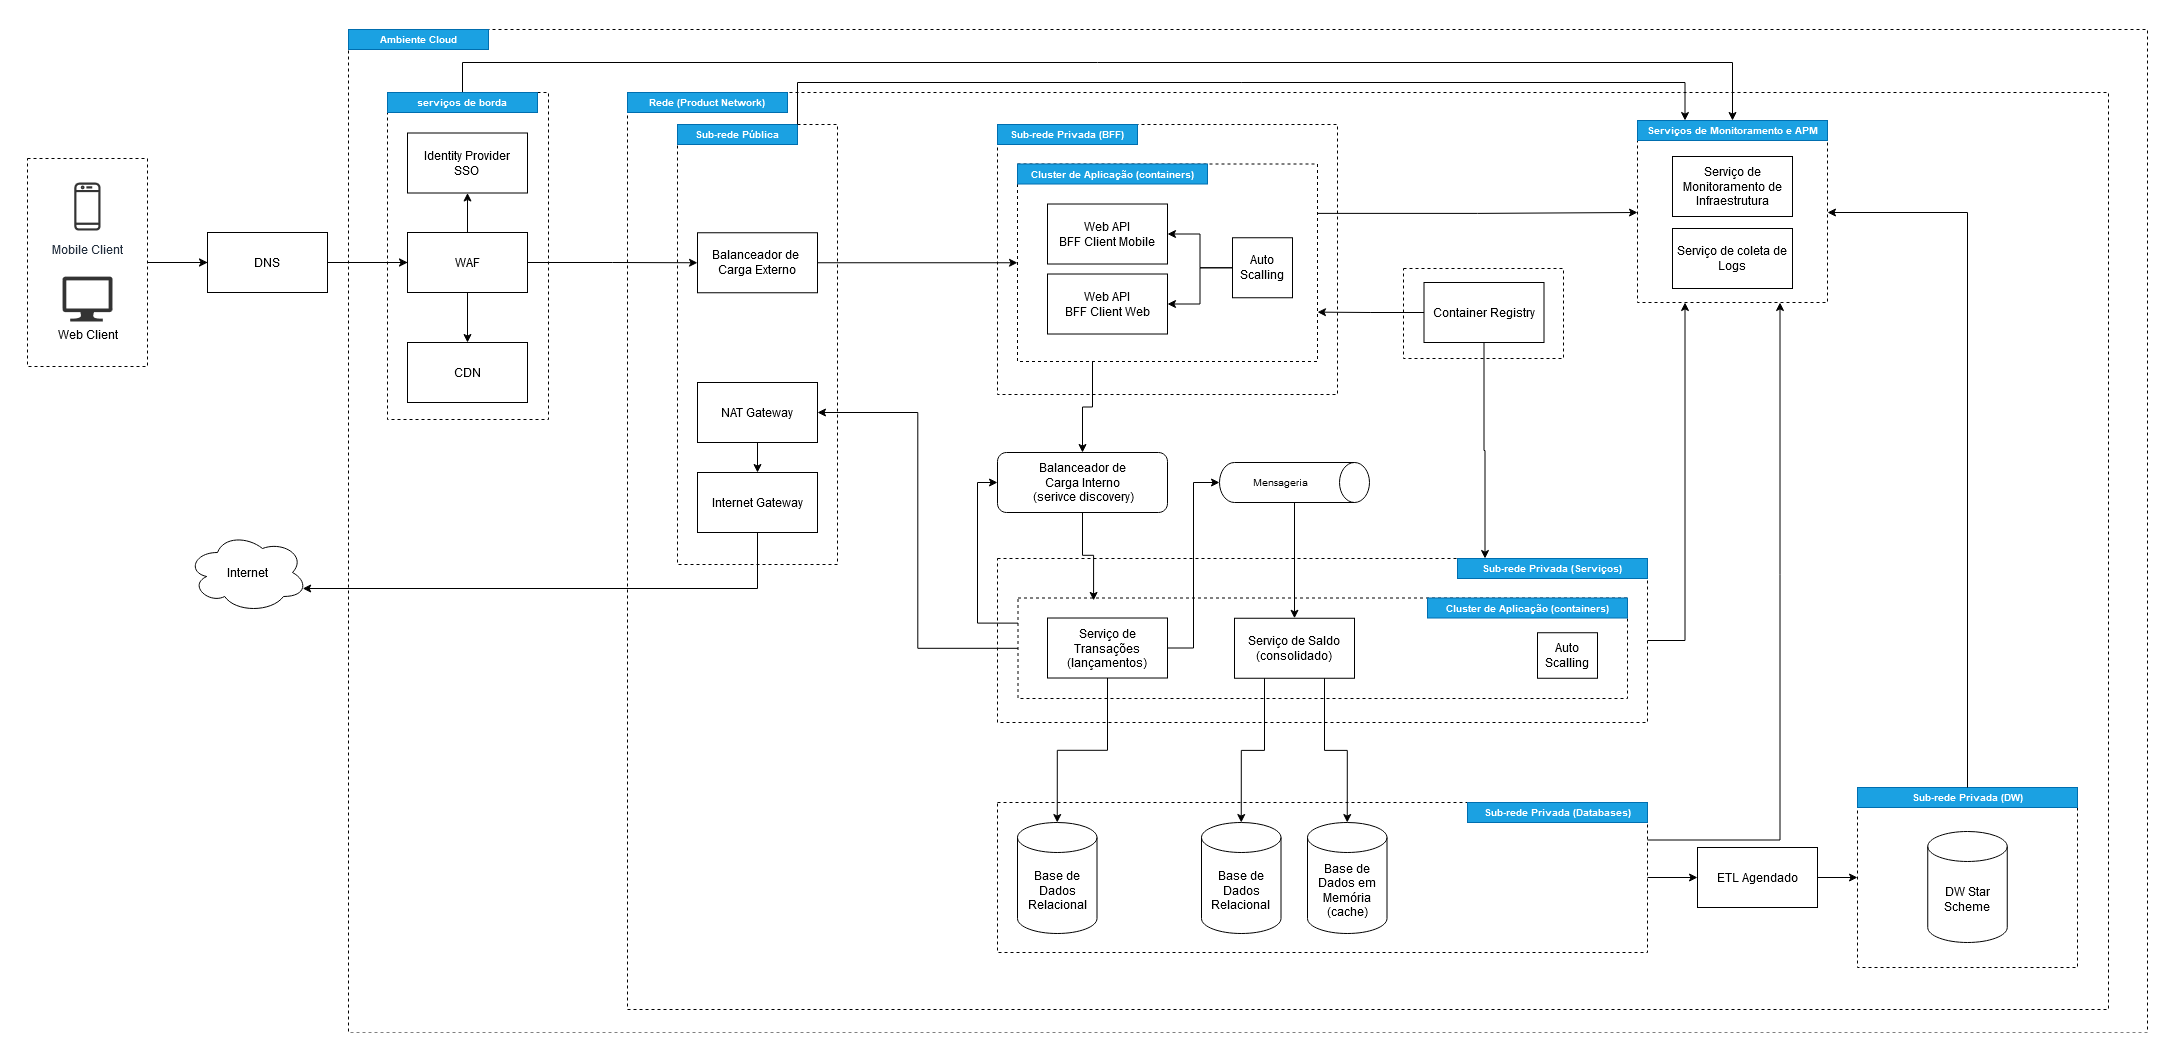 Ambiente Cloud
serviços de borda
Identity Provider
SSO
WAF
CDN
Mobile Client
Web Client
DNS
Internet
Rede (Product Network)
Sub-rede Pública
Balanceador de
Carga Externo
NAT Gateway
Internet Gateway
Sub-rede Privada (BFF)
Cluster de Aplicação (containers)
Web API
BFF Client Mobile
Web API
BFF Client Web
Auto
Scalling
Container Registry
Serviços de Monitoramento e APM
Serviço de
Monitoramento de
Infraestrutura
Serviço de coleta de
Logs
Balanceador de
Carga Interno
(serivce discovery)
Mensageria
Sub-rede Privada (Serviços)
Cluster de Aplicação (containers)
Serviço de
Transações
(lançamentos)
Serviço de Saldo
(consolidado)
Auto
Scalling
Sub-rede Privada (Databases)
Base de
Dados
Relacional
Base de
Dados
Relacional
Base de
Dados em
Memória
(cache)
ETL Agendado
Sub-rede Privada (DW)
DW Star
Scheme